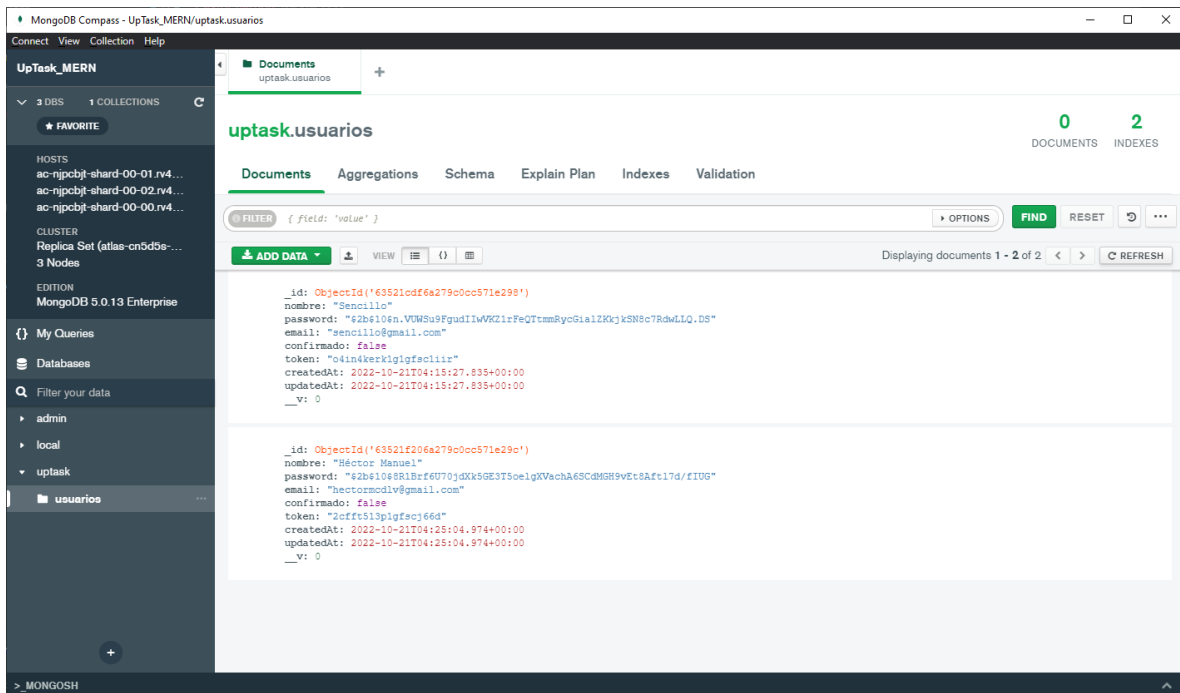 MongoDB Compass - UpTask_MERN/uptask.usuarios
Connect View Collection Help
UpTask_MERN
3 DBS 1 COLLECTIONS
★ FAVORITE
HOSTS
ac-njpcbjt-shard-00-01.rv4...
ac-njpcbjt-shard-00-02.rv4...
ac-njpcbjt-shard-00-00.rv4...
CLUSTER
Replica Set (atlas-cn5d5s-...
3 Nodes
EDITION
MongoDB 5.0.13 Enterprise
{} My Queries
Databases
Filter your data
admin
local
uptask
usuarios ...
+
>_MONGOSH
Documents
uptask.usuarios
+
uptask.usuarios
0
DOCUMENTS
2
INDEXES
Documents Aggregations Schema Explain Plan Indexes Validation
FILTER { field: 'value' } OPTIONS FIND RESET ...
ADD DATA VIEW {} Displaying documents 1 - 2 of 2 < > REFRESH
_id: ObjectId('63521cdf6a279c0cc571e298')
nombre: "Sencillo"
password: "$2b$10$n.VUWSu9FgudIIwVKZ1rFeQTtmmRycGialZKkjkSN8c7RdwLLQ.DS"
email: "sencillo@gmail.com"
confirmado: false
token: "o4in4kerk1g1gfsc1iir"
createdAt: 2022-10-21T04:15:27.835+00:00
updatedAt: 2022-10-21T04:15:27.835+00:00
__v: 0
_id: ObjectId('63521f206a279c0cc571e29c')
nombre: "Héctor Manuel"
password: "$2b$10$8R1Brf6U70jdXk5GE3T5oelgXVachA6SCdMGH9vEt8Aft17d/fIUG"
email: "hectormcdlv@gmail.com"
confirmado: false
token: "2cfft513p1gfscj66d"
createdAt: 2022-10-21T04:25:04.974+00:00
updatedAt: 2022-10-21T04:25:04.974+00:00
__v: 0